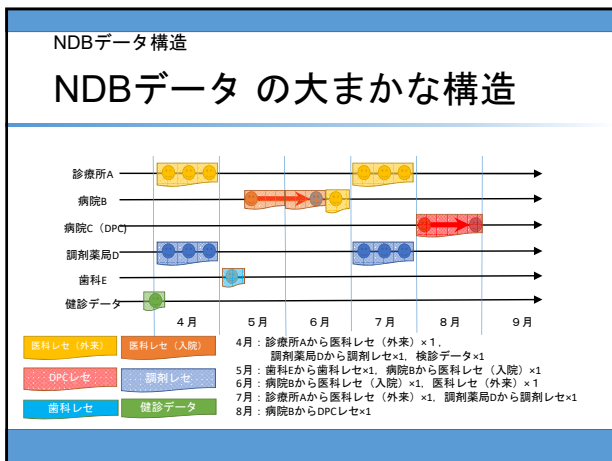 NDBデータ構造
NDBデータ の大まかな構造
診療所A
病院B
病院C（DPC)
調剤薬局D
歯科E
健診データ
4月 5月 6月 7月 8月 9月
医科レセ（外来） 医科レセ（入院）
DPCレセ 調剤レセ
歯科レセ 健診データ
4月：診療所Aから医科レセ（外来）×１，
調剤薬局Dから調剤レセ×1，検診データ×1
5月：歯科Eから歯科レセ×1，病院Bから医科レセ（入院）×1
6月：病院Bから医科レセ（入院）×1，医科レセ（外来）×１
7月：診療所Aから医科レセ（外来）×1，調剤薬局Dから調剤レセ×1
8月：病院BからDPCレセ×1